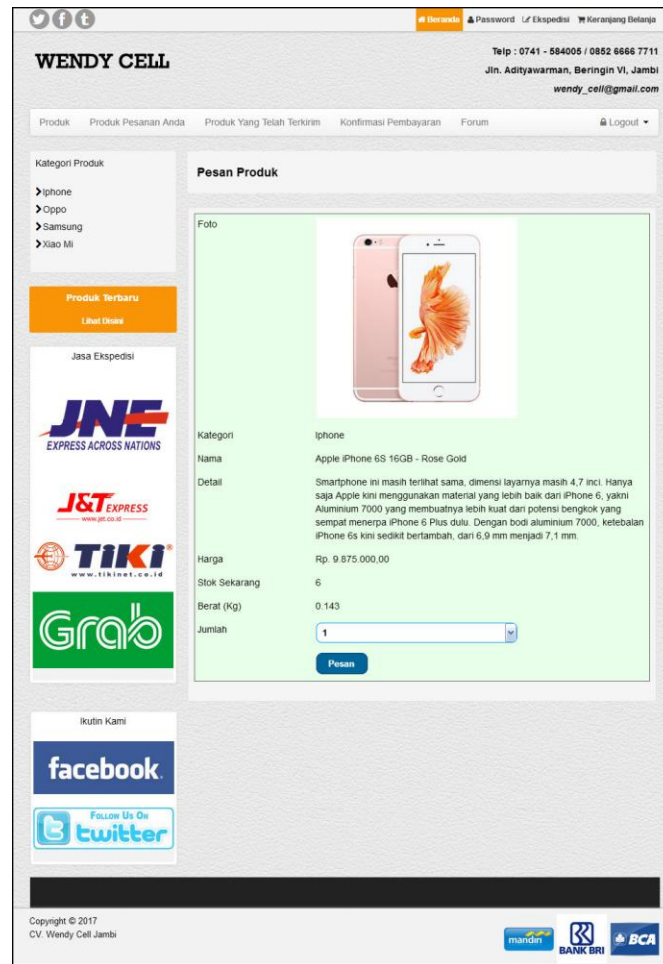 Beranda Password Ekspedisi Keranjang Belanja
WENDY CELL
Telp : 0741 - 584005 / 0852 6666 7711
Jln. Adityawarman, Beringin VI, Jambi
wendy_cell@gmail.com
Produk Produk Pesanan Anda Produk Yang Telah Terkirim Konfirmasi Pembayaran Forum Logout
Kategori Produk
Iphone
Oppo
Samsung
Xiao Mi
Produk Terbaru
Lihat Disini
Jasa Ekspedisi
JNE
EXPRESS ACROSS NATIONS
J&T EXPRESS
www.jet.co.id
TIKI
www.tikinet.co.id
Grab
Ikutin Kami
facebook.
FOLLOW US ON
twitter
Pesan Produk
Foto
Kategori Iphone
Nama Apple iPhone 6S 16GB - Rose Gold
Detail Smartphone ini masih terlihat sama, dimensi layarnya masih 4,7 inci. Hanya
saja Apple kini menggunakan material yang lebih baik dari iPhone 6, yakni
Aluminium 7000 yang membuatnya lebih kuat dari potensi bengkok yang
sempat menerpa iPhone 6 Plus dulu. Dengan bodi aluminium 7000, ketebalan
iPhone 6s kini sedikit bertambah, dari 6,9 mm menjadi 7,1 mm.
Harga Rp. 9.875.000,00
Stok Sekarang 6
Berat (Kg) 0.143
Jumlah 1
Pesan
Copyright © 2017
CV. Wendy Cell Jambi
mandiri
BANK BRI
BCA